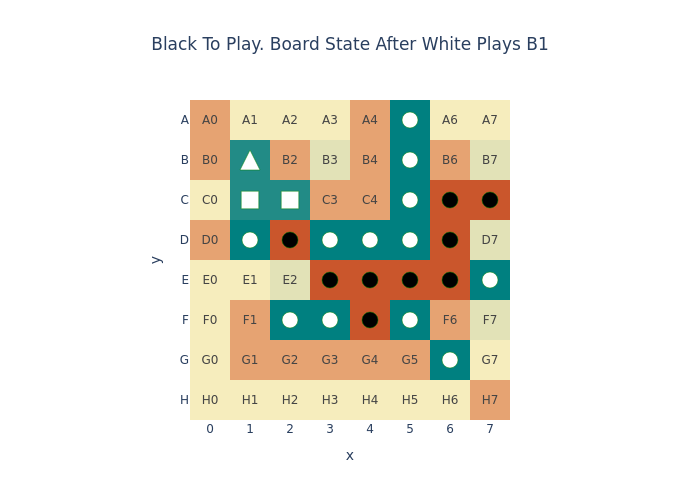 Black To Play. Board State After White Plays B1
A A0 A1 A2 A3 A4 A6 A7
B B0 B2 B3 B4 B6 B7
C C0 C3 C4
D D0 D7
y
E E0 E1 E2
F F0 F1 F6 F7
G G0 G1 G2 G3 G4 G5 G7
H H0 H1 H2 H3 H4 H5 H6 H7
0 1 2 3 4 5 6 7
x